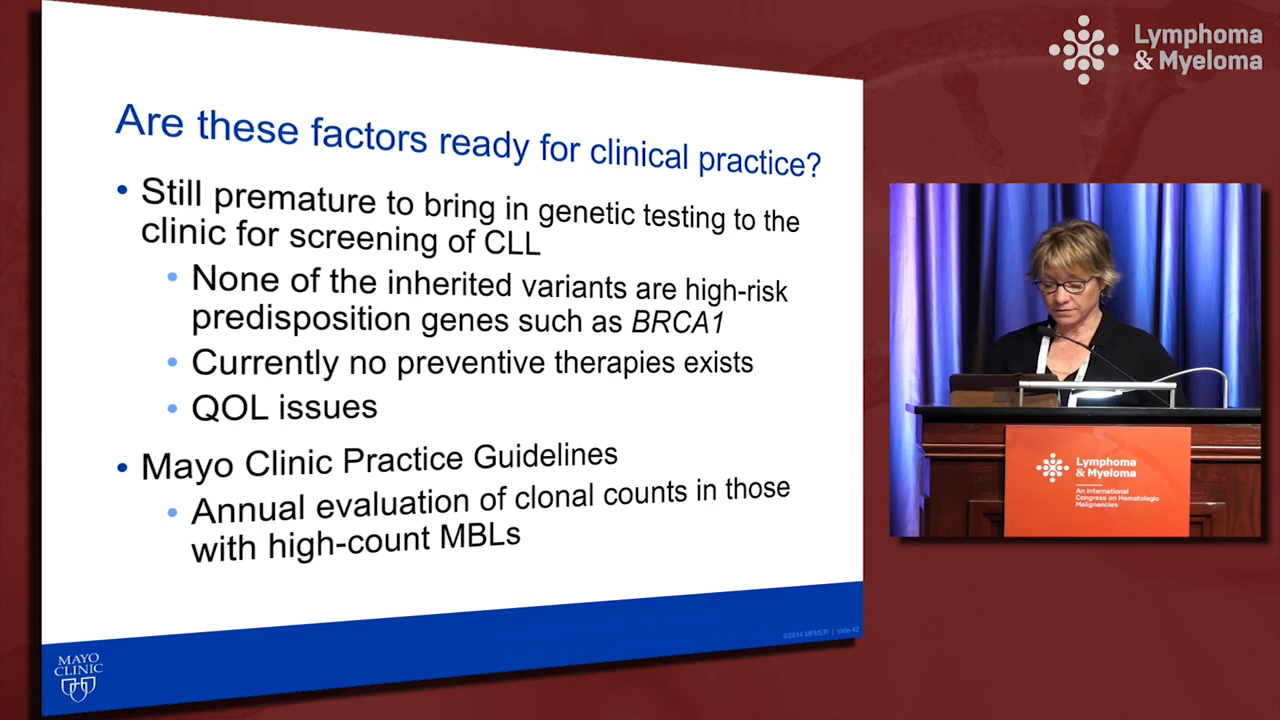 Lymphoma
& Myeloma
Are these factors ready for clinical practice?
• Still premature to bring in genetic testing to the
clinic for screening of CLL
• None of the inherited variants are high-risk
predisposition genes such as BRCA1
• Currently no preventive therapies exists
• QOL issues
• Mayo Clinic Practice Guidelines
• Annual evaluation of clonal counts in those
with high-count MBLs
©2014 MFMER | slide-42
MAYO
CLINIC
Lymphoma
& Myeloma
An International
Congress on Hematologic
Malignancies